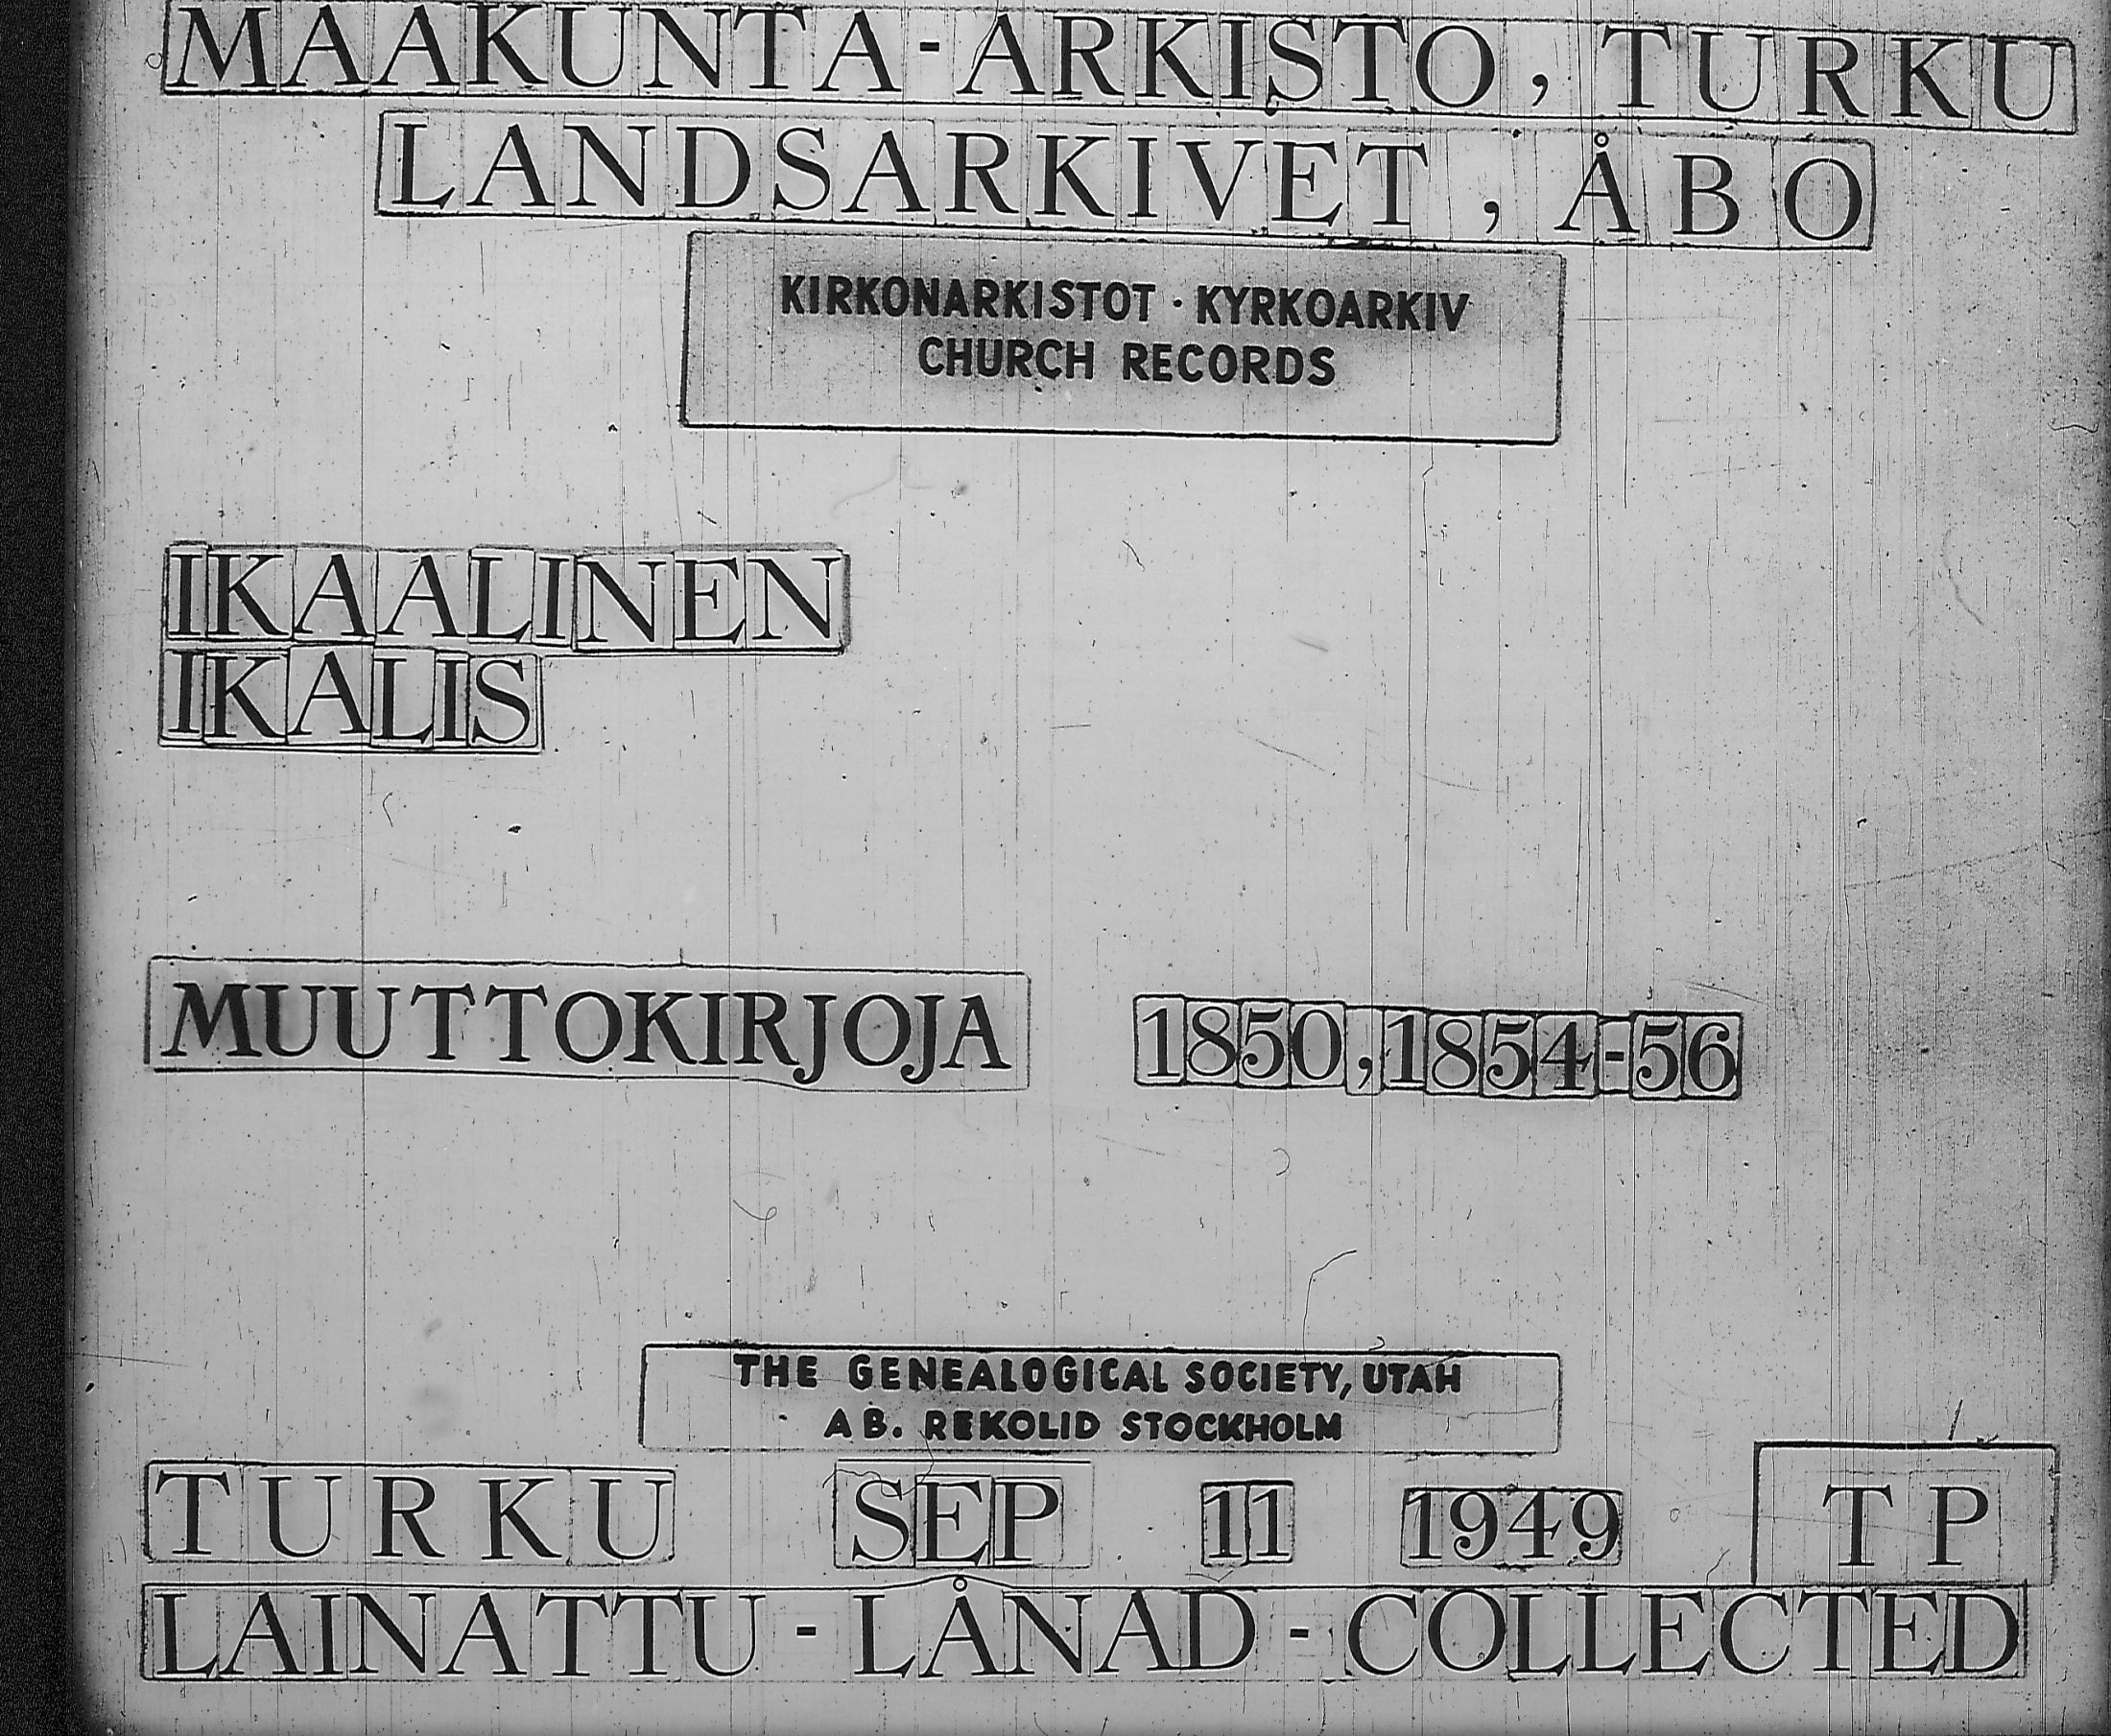 MAAKUNTA-ARKISTO, TURKU
LANDSARKIVET, ÅBO
KIRKONARKISTOT · KYRKOARKIV
CHURCH RECORDS
IKAALINEN
IKALIS
MUUTTOKIRJOJA 1850,1854-56
THE GENEALOGICAL SOCIETY, UTAH
AB. REKOLID STOCKHOLM
TURKU SEP 11 1949 TP
LAINATTU - LÅNAD - COLLECTED